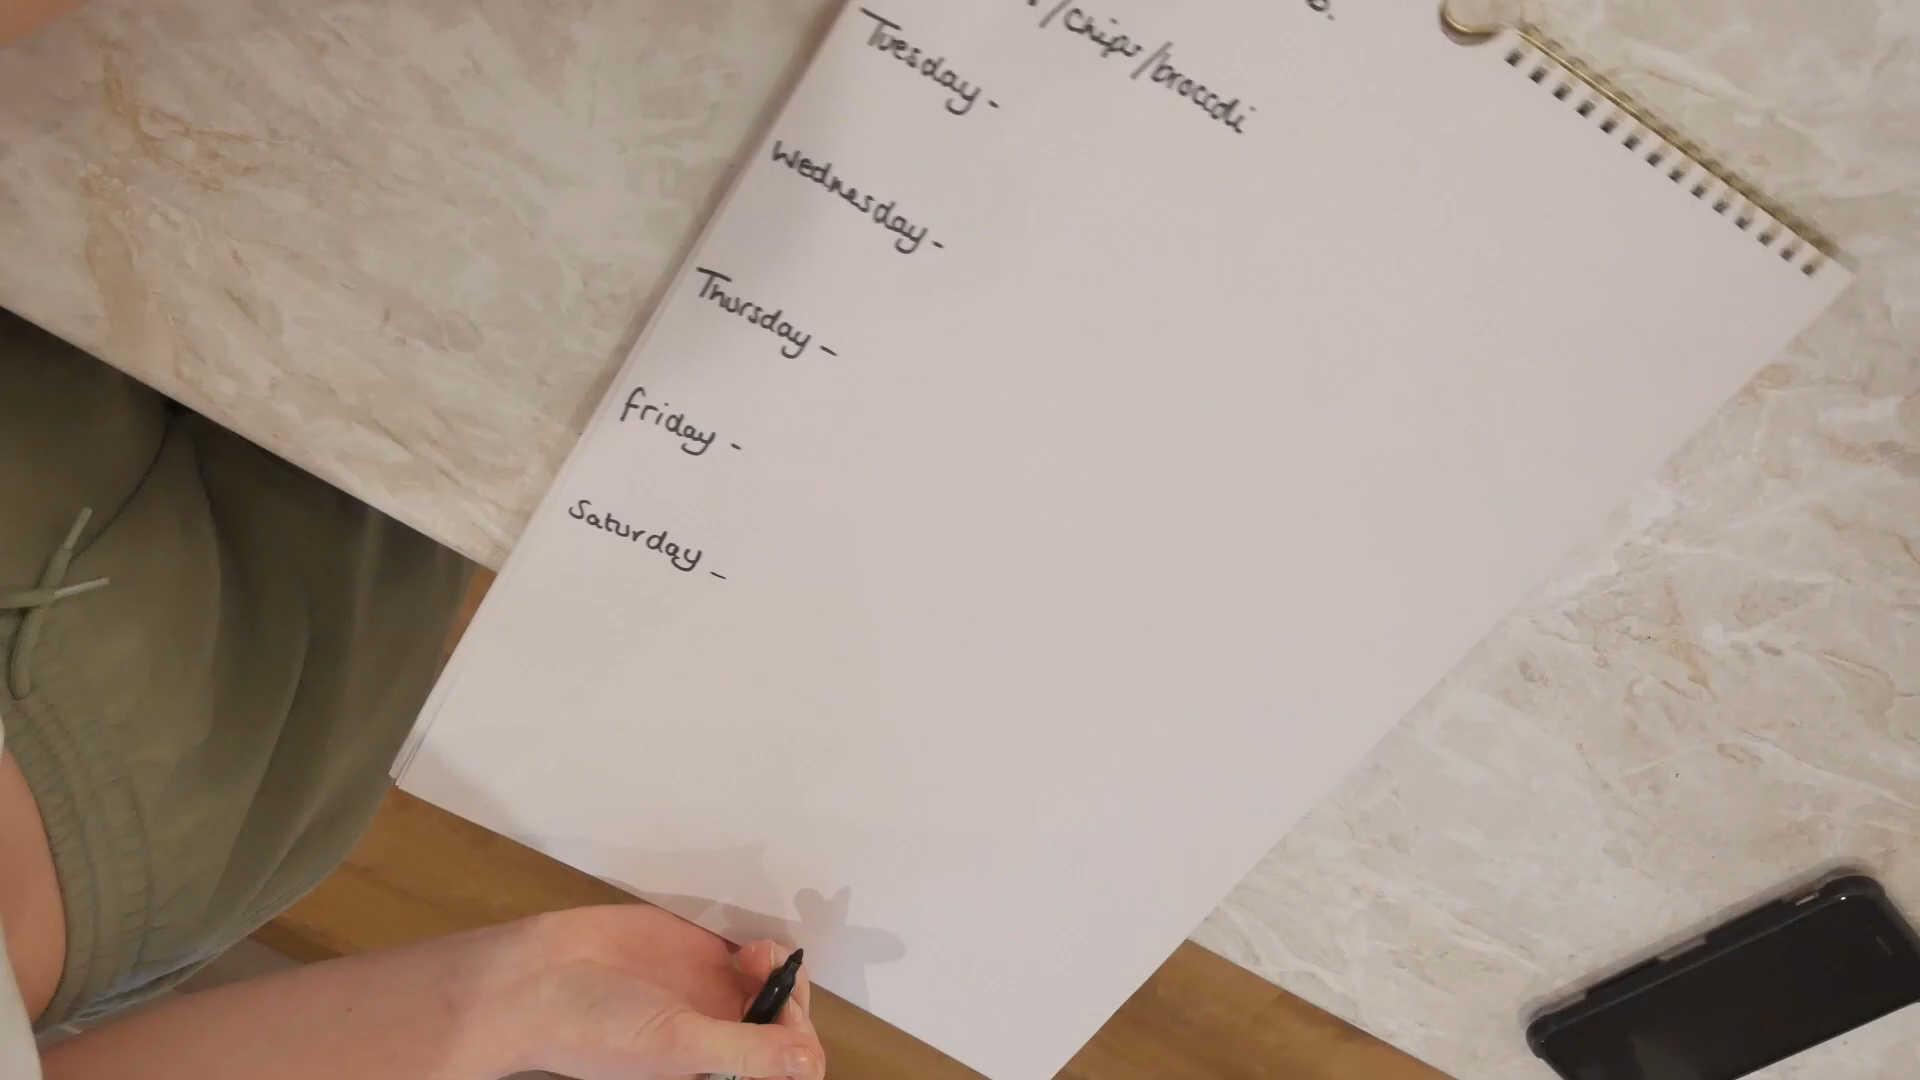 /chips/broccoli
Tuesday -
Wednesday -
Thursday -
friday -
Saturday -